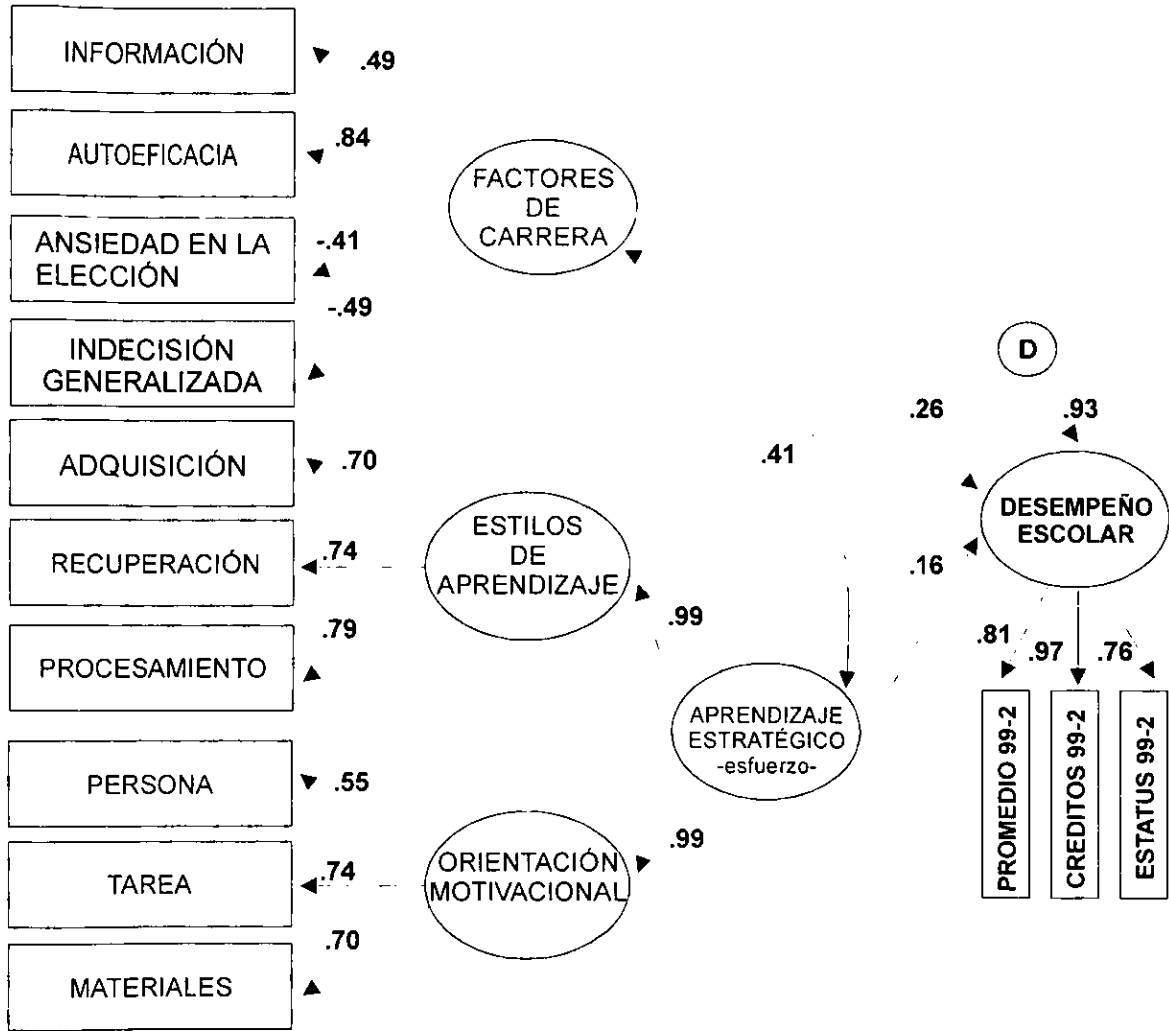 INFORMACIÓN
.49
AUTOEFICACIA
.84
FACTORES
DE
CARRERA
ANSIEDAD EN LA
ELECCIÓN
-.41
-.49
INDECISIÓN
GENERALIZADA
D
.26
.93
ADQUISICIÓN
.70
.41
DESEMPEÑO
ESCOLAR
RECUPERACIÓN
.74
ESTILOS
DE
APRENDIZAJE
.16
.99
PROCESAMIENTO
.79
.81
.97
.76
APRENDIZAJE
ESTRATÉGICO
-esfuerzo-
PROMEDIO 99-2
CREDITOS 99-2
ESTATUS 99-2
PERSONA
.55
.99
TAREA
.74
ORIENTACIÓN
MOTIVACIONAL
.70
MATERIALES